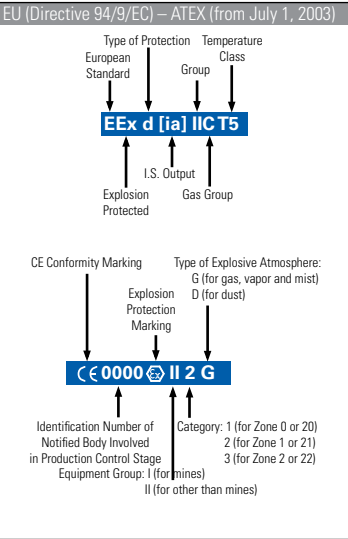 EU (Directive 94/9/EC) – ATEX (from July 1, 2003)
Type of Protection
Temperature
Class
European
Standard
Group
EEx d [ia] IIC T5
I.S. Output
Explosion
Protected
Gas Group
CE Conformity Marking
Type of Explosive Atmosphere:
G (for gas, vapor and mist)
D (for dust)
Explosion
Protection
Marking
CE 0000 Ex II 2 G
Identification Number of
Notified Body Involved
in Production Control Stage
Category: 1 (for Zone 0 or 20)
2 (for Zone 1 or 21)
3 (for Zone 2 or 22)
Equipment Group: I (for mines)
II (for other than mines)